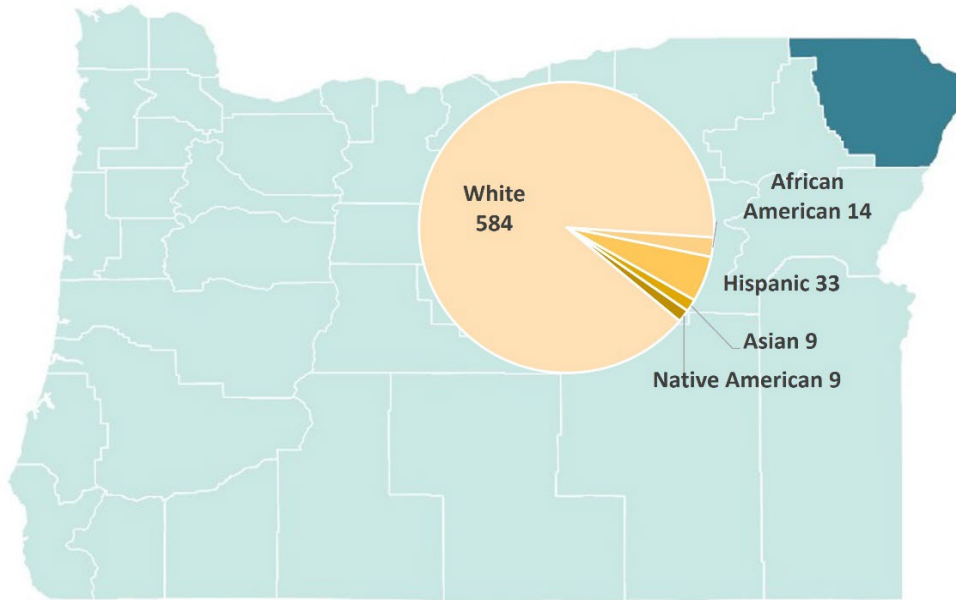 White
584
African
American 14
Hispanic 33
Asian 9
Native American 9